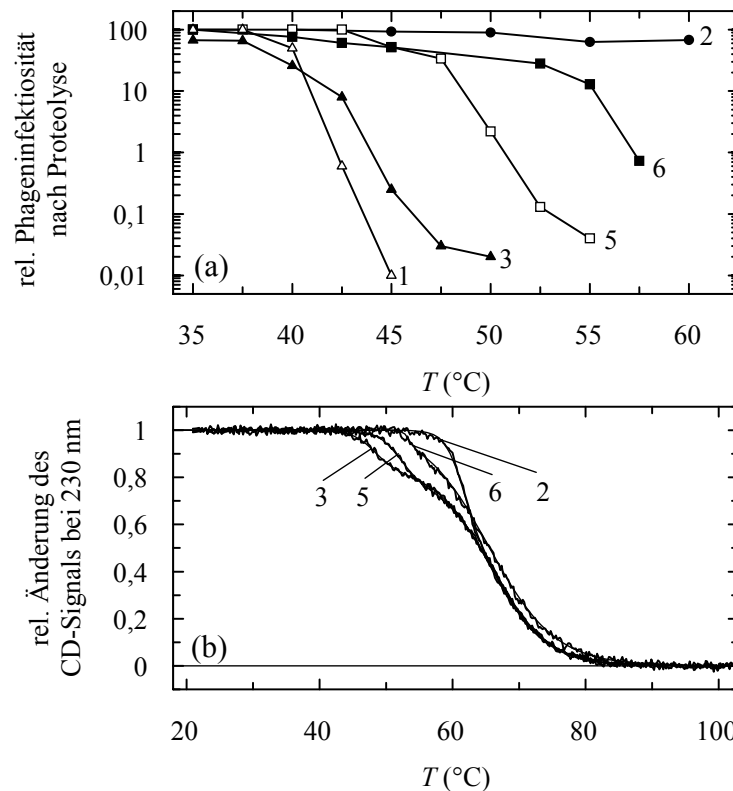 rel. Phageninfektiosität
nach Proteolyse
100
10
1
0,1
0,01
(a)
2
6
5
3
1
35 40 45 50 55 60
T (°C)
rel. Änderung des
CD-Signals bei 230 nm
1
0,8
0,6
0,4
0,2
0
(b)
3 5 6 2
20 40 60 80 100
T (°C)